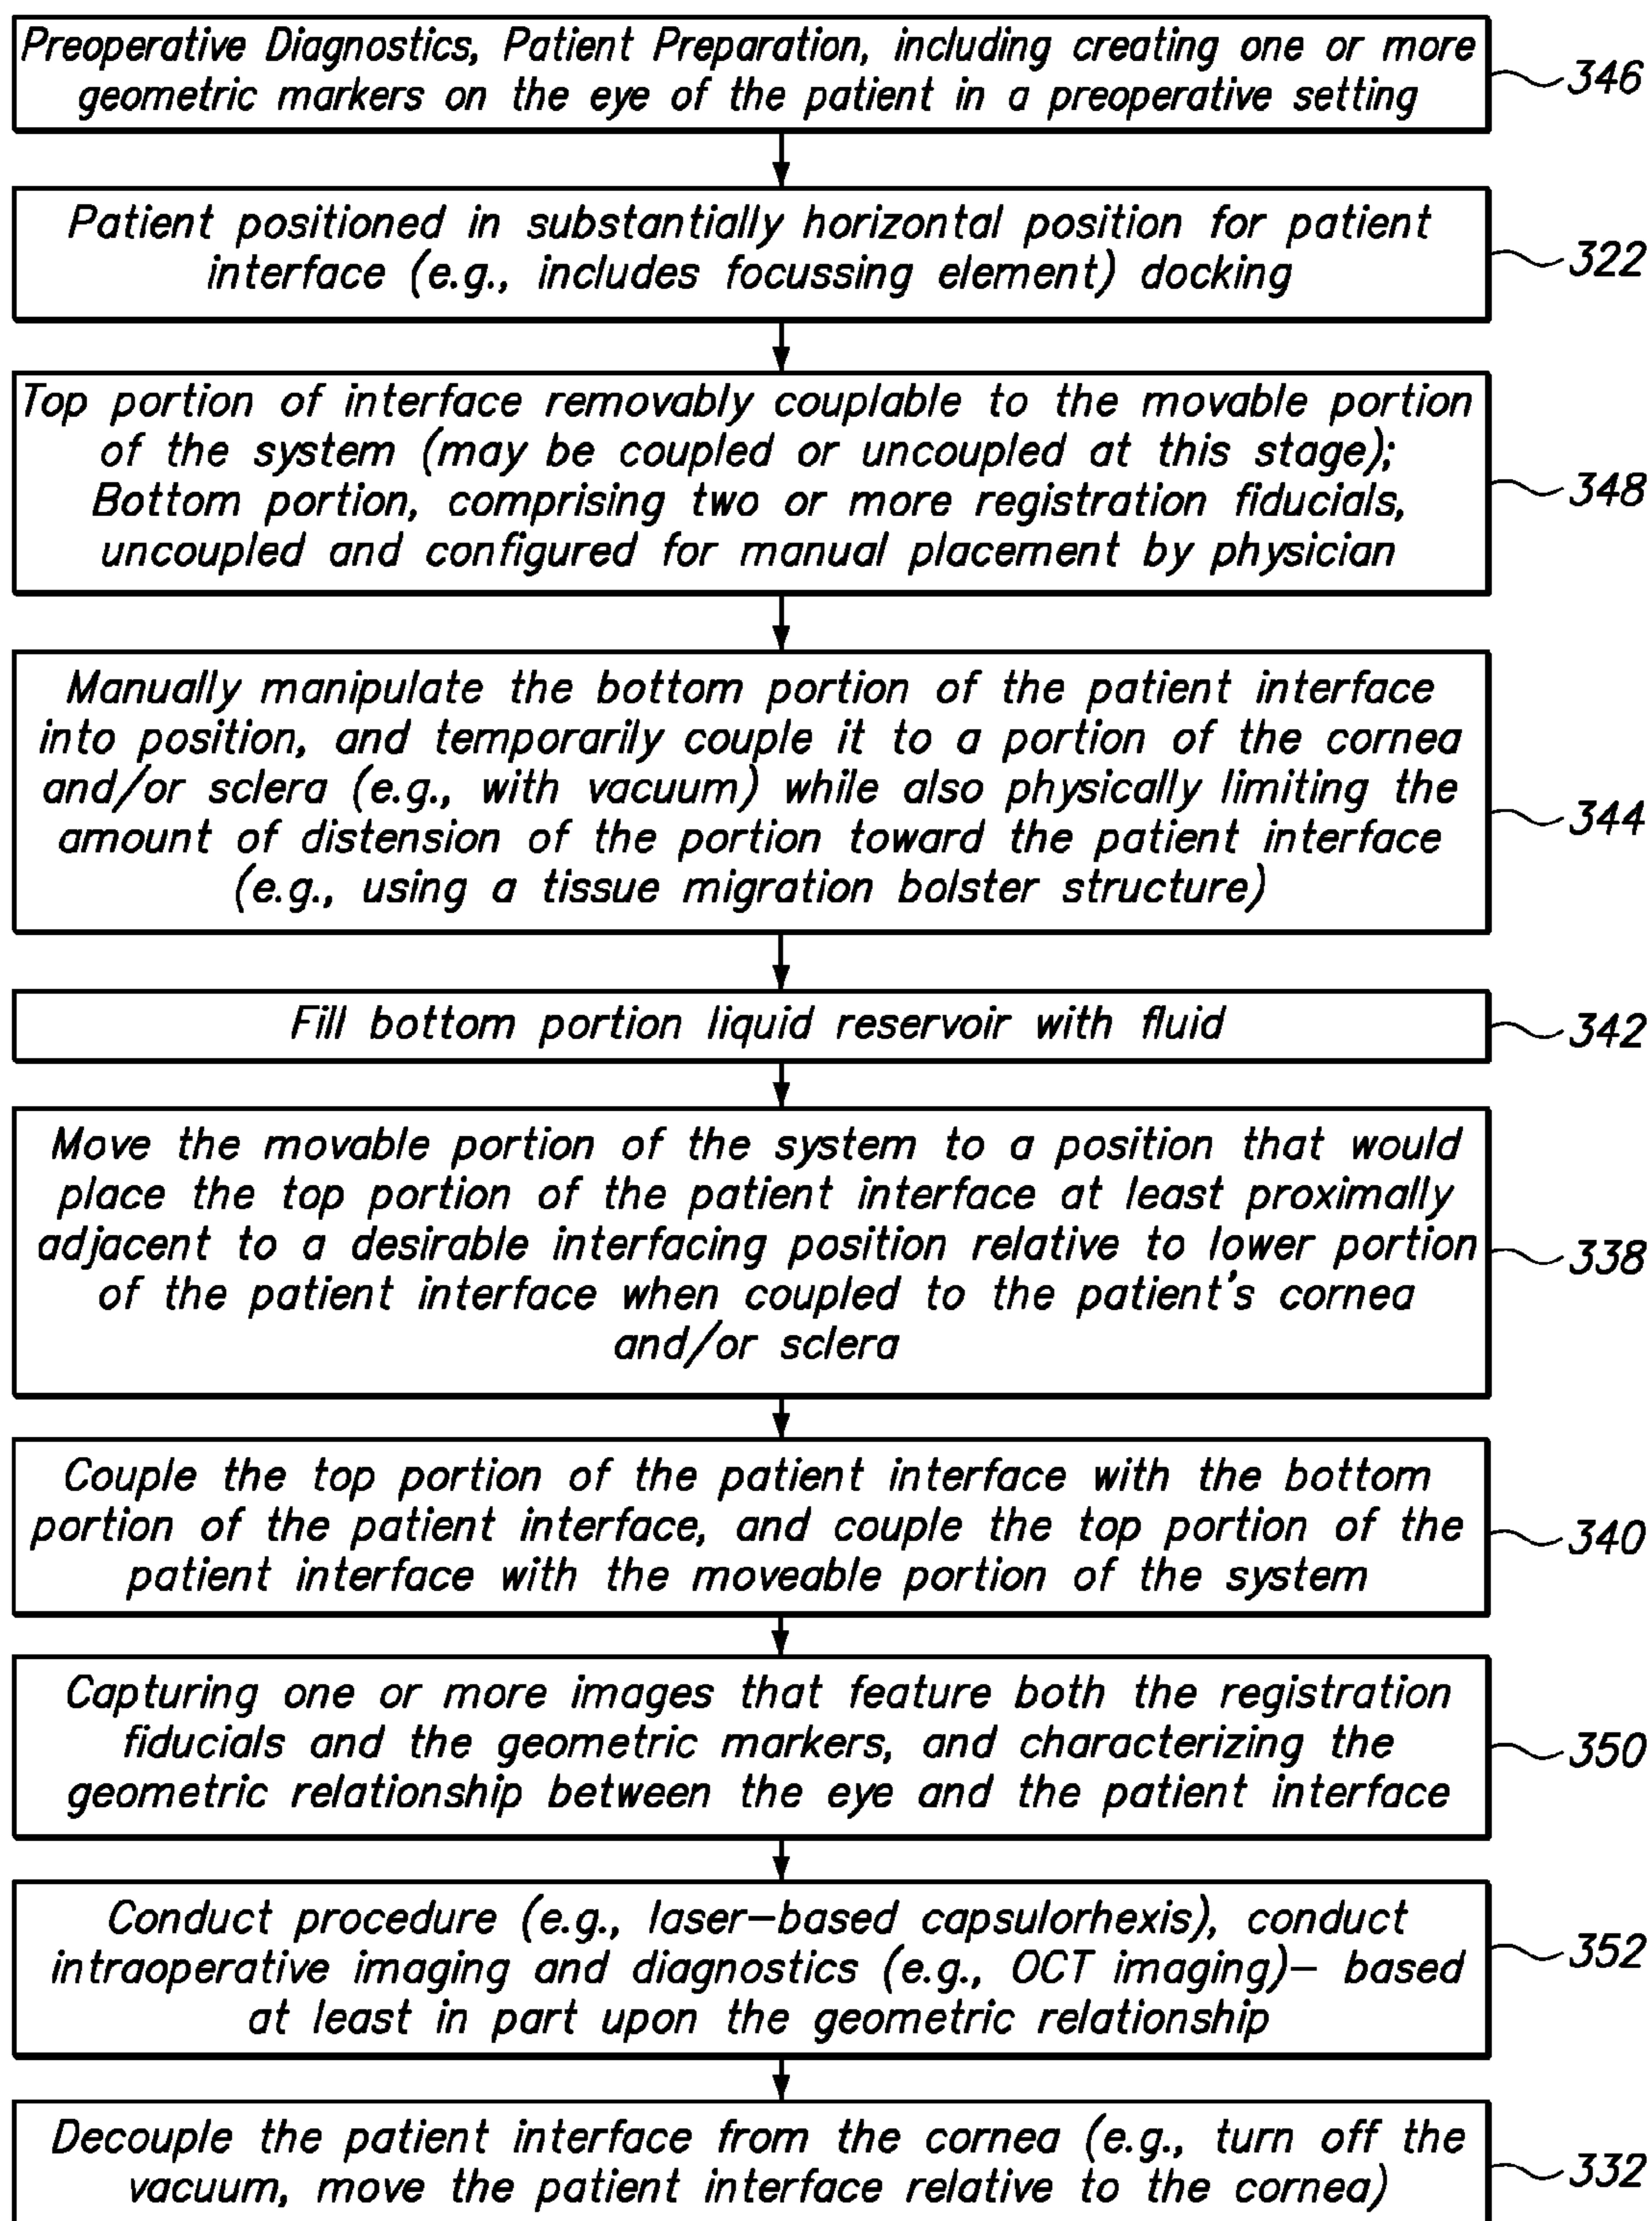 Preoperative Diagnostics, Patient Preparation, including creating one or more
geometric markers on the eye of the patient in a preoperative setting
346
Patient positioned in substantially horizontal position for patient
interface (e.g., includes focussing element) docking
322
Top portion of interface removably couplable to the movable portion
of the system (may be coupled or uncoupled at this stage);
Bottom portion, comprising two or more registration fiducials,
uncoupled and configured for manual placement by physician
348
Manually manipulate the bottom portion of the patient interface
into position, and temporarily couple it to a portion of the cornea
and/or sclera (e.g., with vacuum) while also physically limiting the
amount of distension of the portion toward the patient interface
(e.g., using a tissue migration bolster structure)
344
Fill bottom portion liquid reservoir with fluid
342
Move the movable portion of the system to a position that would
place the top portion of the patient interface at least proximally
adjacent to a desirable interfacing position relative to lower portion
of the patient interface when coupled to the patient's cornea
and/or sclera
338
Couple the top portion of the patient interface with the bottom
portion of the patient interface, and couple the top portion of the
patient interface with the moveable portion of the system
340
Capturing one or more images that feature both the registration
fiducials and the geometric markers, and characterizing the
geometric relationship between the eye and the patient interface
350
Conduct procedure (e.g., laser-based capsulorhexis), conduct
intraoperative imaging and diagnostics (e.g., OCT imaging)- based
at least in part upon the geometric relationship
352
Decouple the patient interface from the cornea (e.g., turn off the
vacuum, move the patient interface relative to the cornea)
332